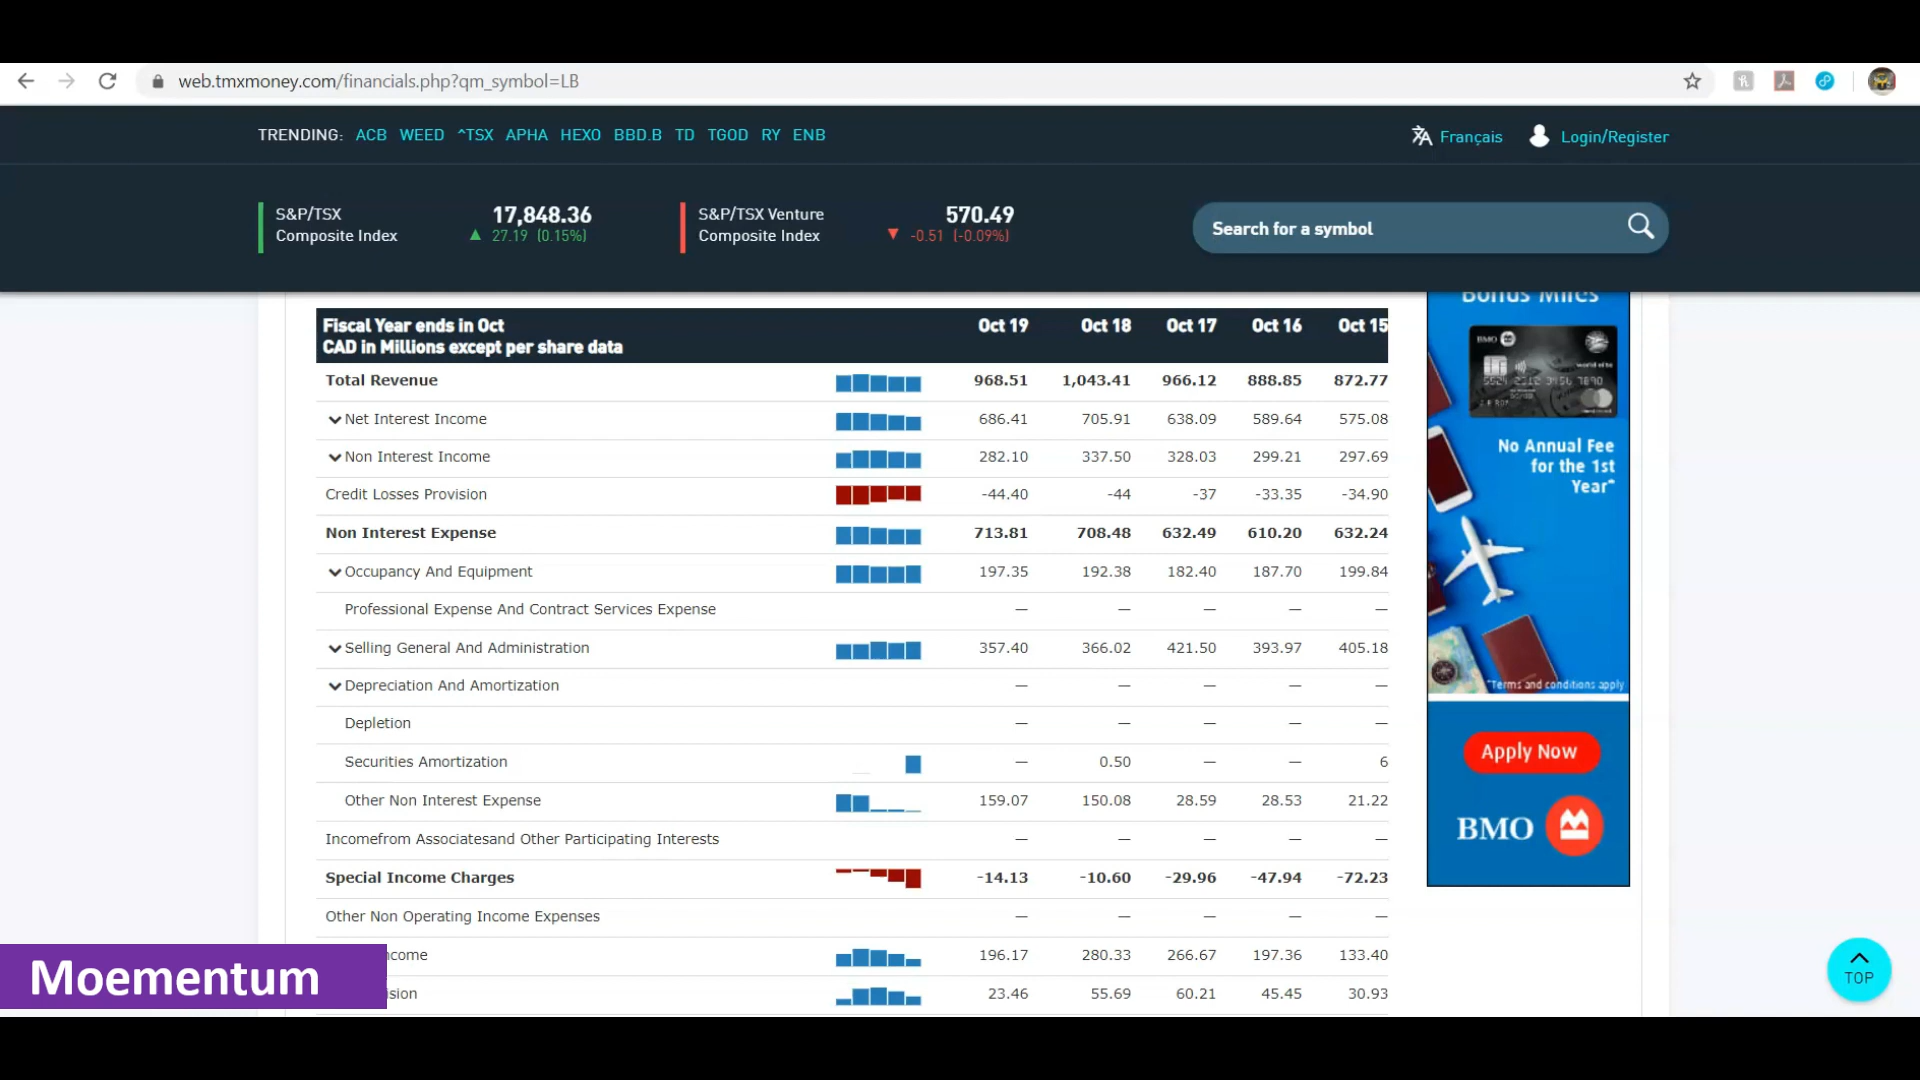 web.tmxmoney.com/financials.php?qm_symbol=LB
TRENDING: ACB WEED ^TSX APHA HEXO BBD.B TD TGOD RY ENB
Français Login/Register
S&P/TSX Composite Index
17,848.36
27.19 (0.15%)
S&P/TSX Venture Composite Index
570.49
-0.51 (-0.09%)
Search for a symbol
Fiscal Year ends in Oct
CAD in Millions except per share data
Oct 19 Oct 18 Oct 17 Oct 16 Oct 15
Total Revenue 968.51 1,043.41 966.12 888.85 872.77
Net Interest Income 686.41 705.91 638.09 589.64 575.08
Non Interest Income 282.10 337.50 328.03 299.21 297.69
Credit Losses Provision -44.40 -44 -37 -33.35 -34.90
Non Interest Expense 713.81 708.48 632.49 610.20 632.24
Occupancy And Equipment 197.35 192.38 182.40 187.70 199.84
Professional Expense And Contract Services Expense — — — — —
Selling General And Administration 357.40 366.02 421.50 393.97 405.18
Depreciation And Amortization — — — — —
Depletion — — — — —
Securities Amortization — 0.50 — — 6
Other Non Interest Expense 159.07 150.08 28.59 28.53 21.22
Incomefrom Associatesand Other Participating Interests — — — — —
Special Income Charges -14.13 -10.60 -29.96 -47.94 -72.23
Other Non Operating Income Expenses — — — — —
come 196.17 280.33 266.67 197.36 133.40
ision 23.46 55.69 60.21 45.45 30.93
Moementum
Bonus Miles
BMO
world elite
No Annual Fee
for the 1st
Year*
*Terms and conditions apply
Apply Now
BMO
TOP